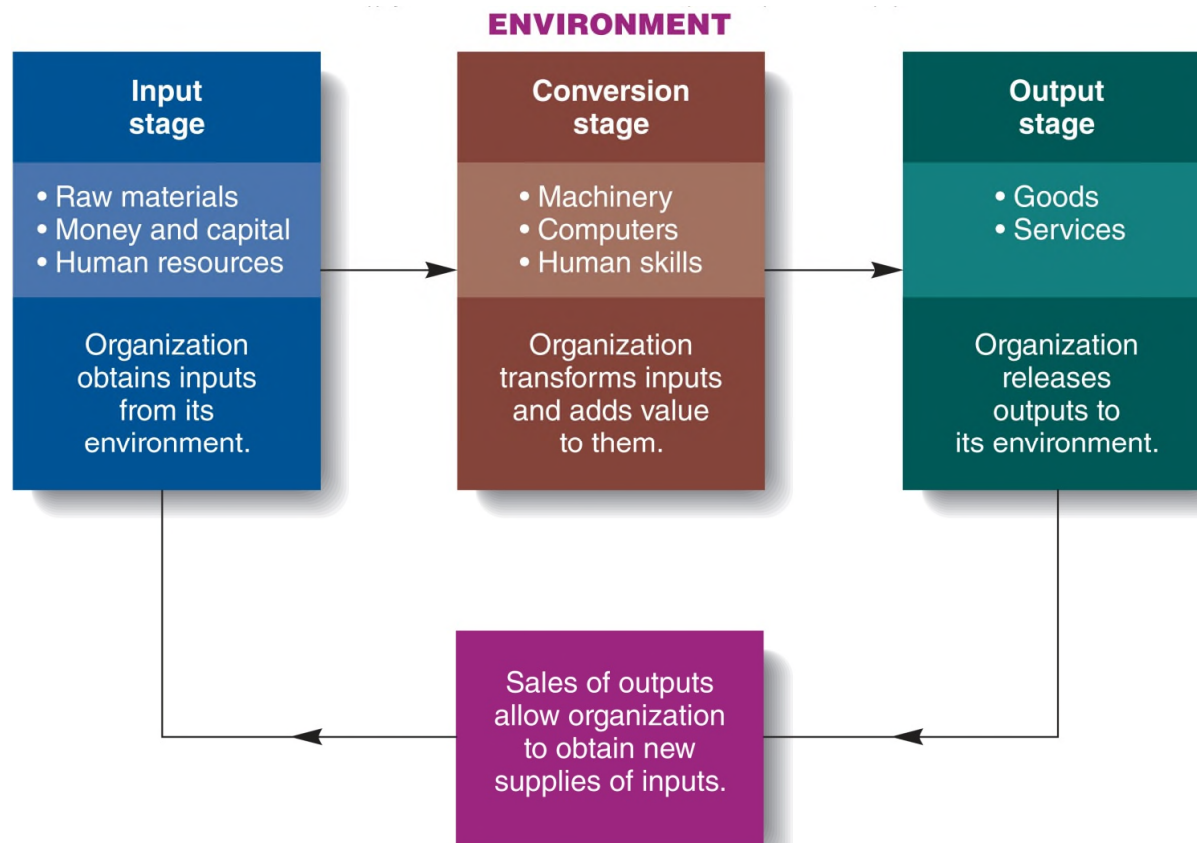 ENVIRONMENT
Input
stage
• Raw materials
• Money and capital
• Human resources
Organization
obtains inputs
from its
environment.
Conversion
stage
• Machinery
• Computers
• Human skills
Organization
transforms inputs
and adds value
to them.
Output
stage
• Goods
• Services
Organization
releases
outputs to
its environment.
Sales of outputs
allow organization
to obtain new
supplies of inputs.